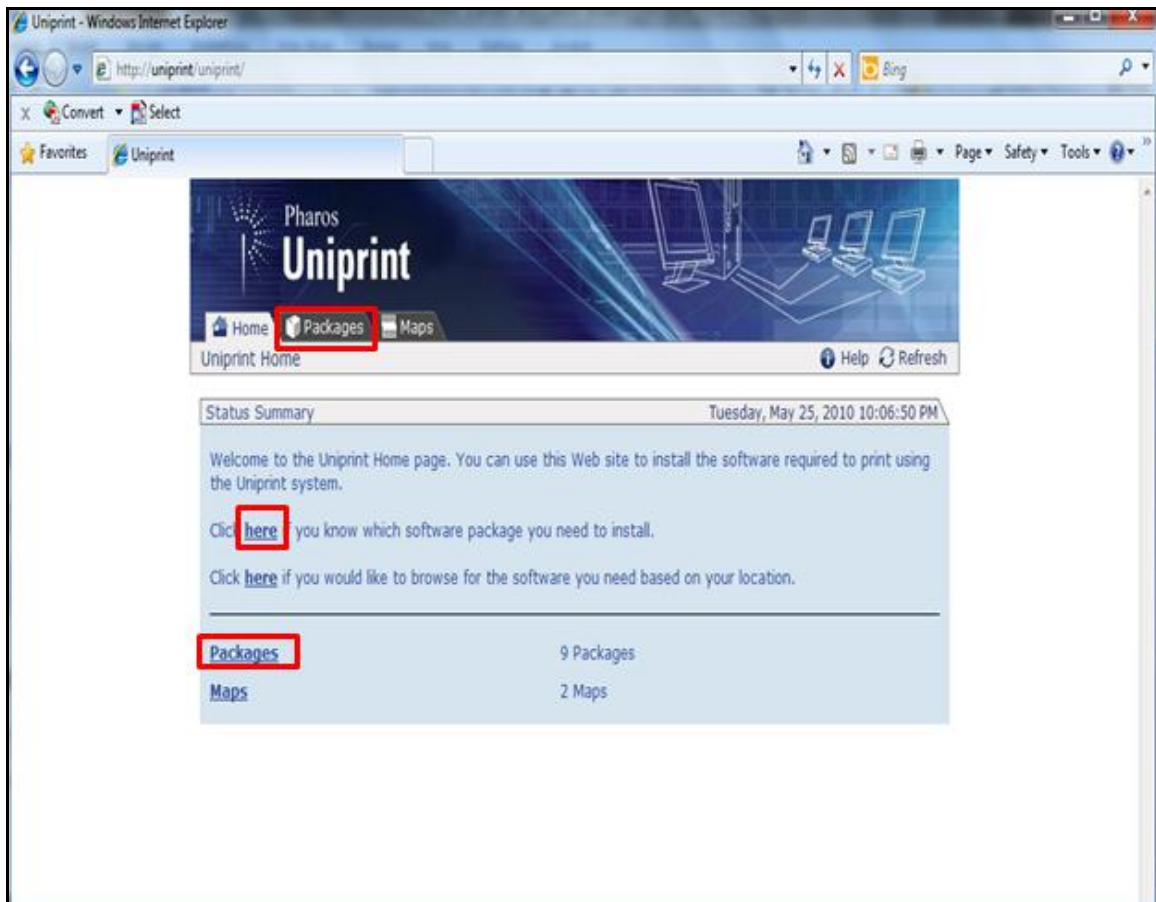 Uniprint - Windows Internet Explorer
http://uniprint/uniprint/
Bing
X Convert Select
Favorites Uniprint Page Safety Tools
Pharos
Uniprint
Home Packages Maps
Uniprint Home Help Refresh
Status Summary Tuesday, May 25, 2010 10:06:50 PM
Welcome to the Uniprint Home page. You can use this Web site to install the software required to print using
the Uniprint system.
Click here if you know which software package you need to install.
Click here if you would like to browse for the software you need based on your location.
Packages 9 Packages
Maps 2 Maps